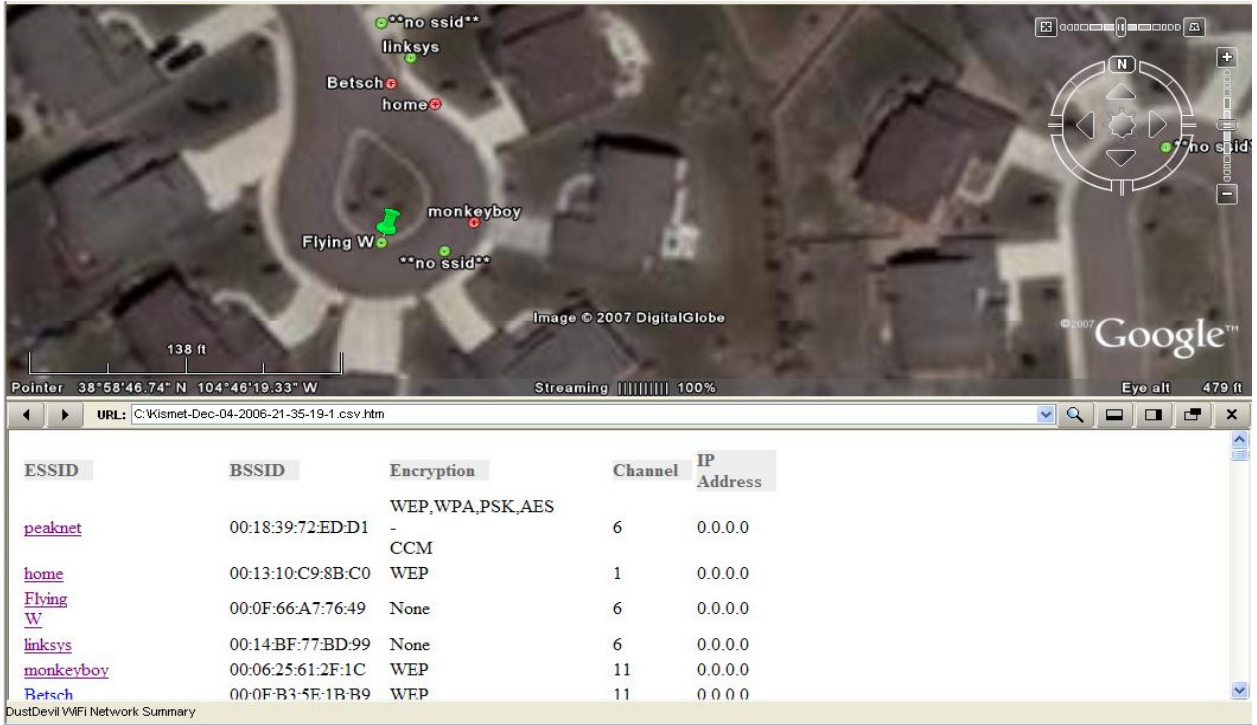 **no ssid**
linksys
Betsch
home
N
**no ssid
monkeyboy
Flying W
**no ssid**
Image © 2007 DigitalGlobe
©2007 Google™
138 ft
Pointer 38°58'46.74" N 104°46'19.33" W Streaming ||||||||| 100% Eye alt 479 ft
URL: C:\Kismet-Dec-04-2006-21-35-19-1.csv.htm
ESSID BSSID Encryption Channel IP Address
WEP,WPA,PSK,AES
peaknet 00:18:39:72:ED:D1 - 6 0.0.0.0
CCM
home 00:13:10:C9:8B:C0 WEP 1 0.0.0.0
Flying
W 00:0F:66:A7:76:49 None 6 0.0.0.0
linksys 00:14:BF:77:BD:99 None 6 0.0.0.0
monkeyboy 00:06:25:61:2F:1C WEP 11 0.0.0.0
Betsch 00:0F:B3:5E:1B:B9 WEP 11 0.0.0.0
DustDevil WiFi Network Summary